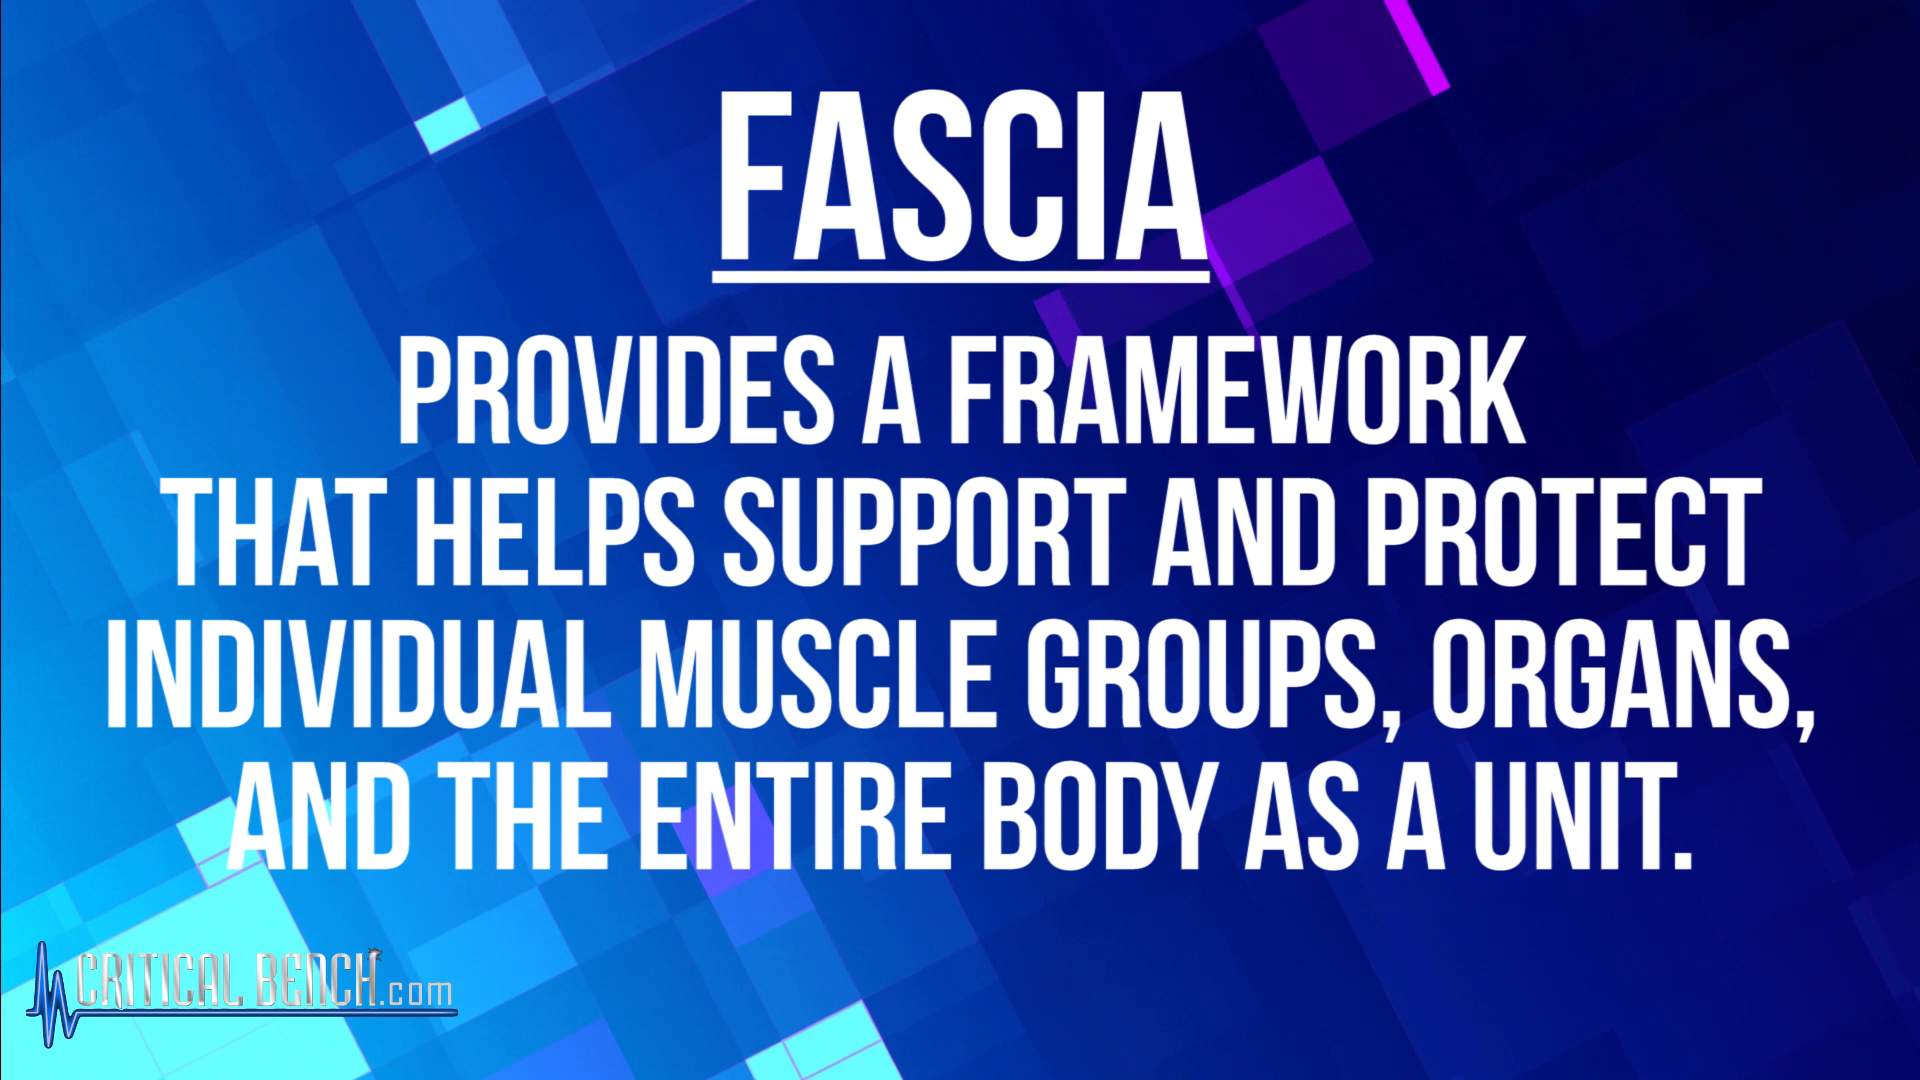 FASCIA
PROVIDES A FRAMEWORK
THAT HELPS SUPPORT AND PROTECT
INDIVIDUAL MUSCLE GROUPS, ORGANS,
AND THE ENTIRE BODY AS A UNIT.
CRITICAL BENCH.com